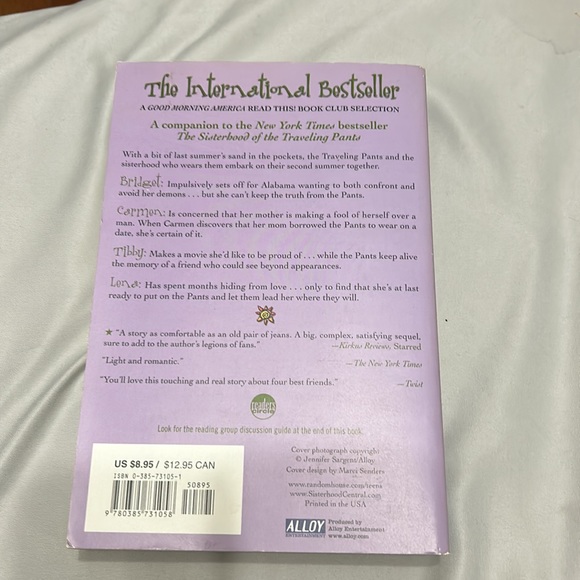 The International Bestseller
A GOOD MORNING AMERICA READ THIS! BOOK CLUB SELECTION
A companion to the New York Times bestseller
The Sisterhood of the Traveling Pants
With a bit of last summer's sand in the pockets, the Traveling Pants and the
sisterhood who wears them embark on their second summer together.
Bridget: Impulsively sets off for Alabama wanting to both confront and
avoid her demons . . . but she can't keep the truth from the Pants.
Carmen: Is concerned that her mother is making a fool of herself over a
man. When Carmen discovers that her mom borrowed the Pants to wear on
a date, she's certain of it.
Tibby: Makes a movie she'd like to be proud of . . . while the Pants keep alive
the memory of a friend who could see beyond appearances.
Lena: Has spent months hiding from love . . . only to find that she's at last
ready to put on the Pants and let them lead her where they will.
★ "A story as comfortable as an old pair of jeans. A big, complex, satisfying sequel,
sure to add to the author's legions of fans." —Kirkus Reviews, Starred
"Light and romantic." —The New York Times
"You'll love this touching and real story about four best friends." —Twist
readers
circle
Look for the reading group discussion guide at the end of this book.
US $8.95 / $12.95 CAN
ISBN 0-385-73105-1
50895
9 780385 731058
Cover photograph copyright
© Jennifer Sargent/Alloy
Cover design by Marci Senders
www.randomhouse.com/teens
www.SisterhoodCentral.com
Printed in the USA
ALLOY
ENTERTAINMENT
Produced by
Alloy Entertainment
www.alloy.com